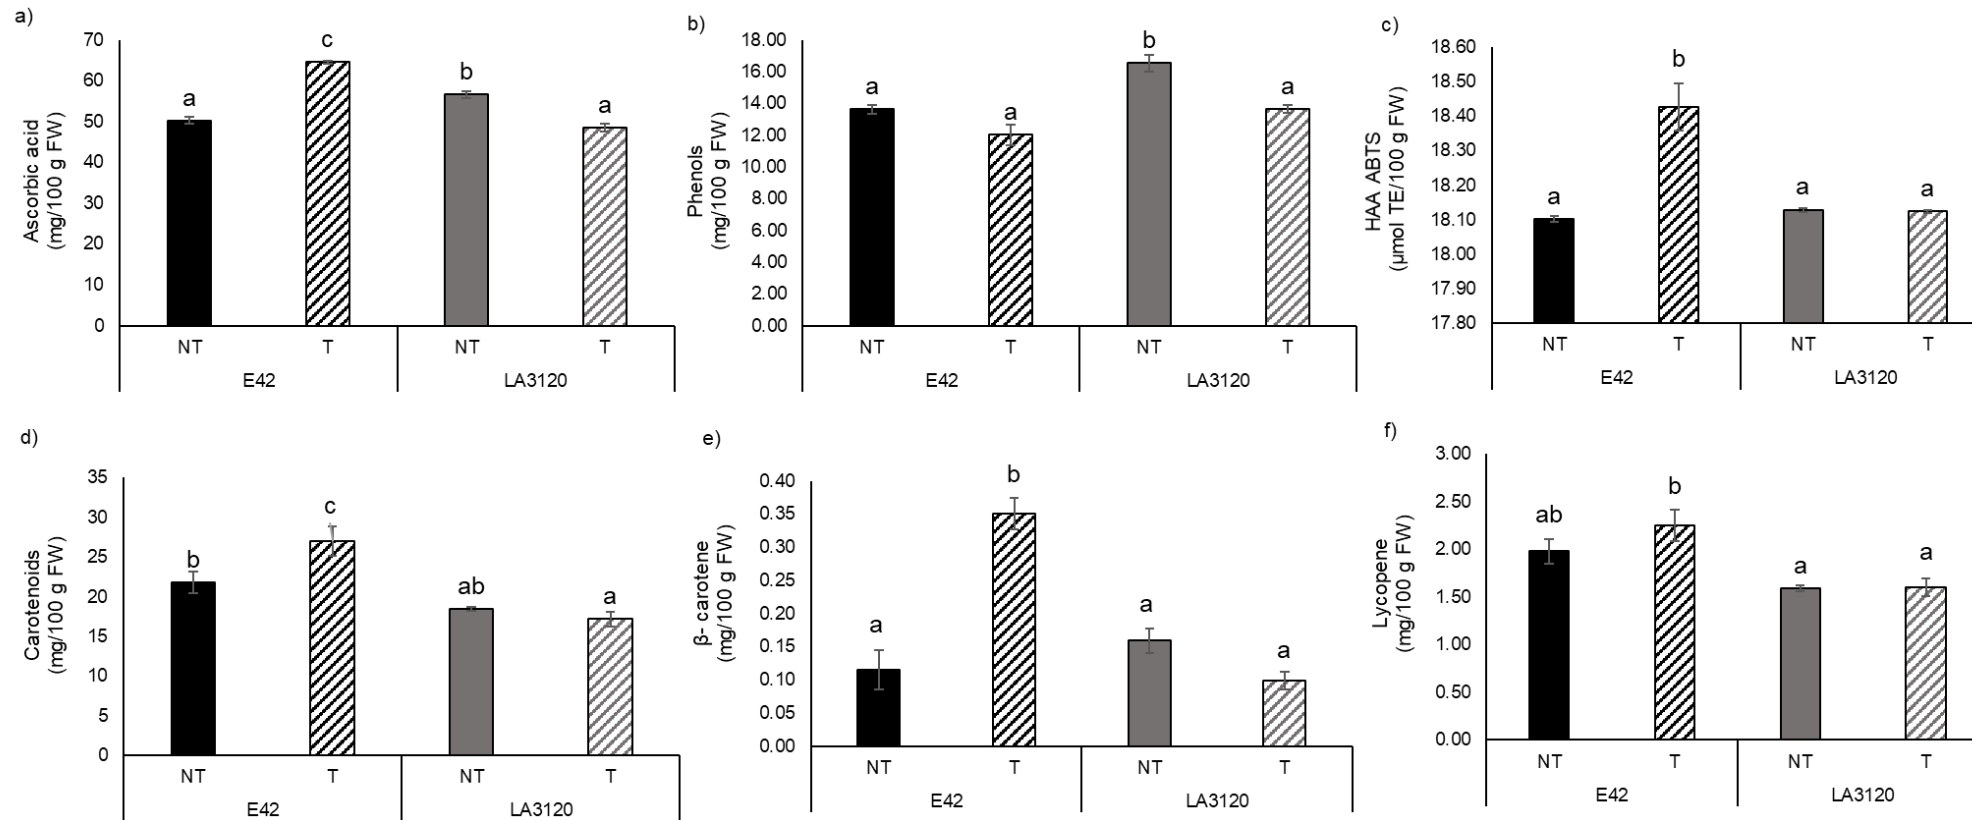 a)
70
60
50
40
30
20
10
0
Ascorbic acid
(mg/100 g FW)
a
c
b
a
NT T NT T
E42 LA3120
b)
18.00
16.00
14.00
12.00
10.00
8.00
6.00
4.00
2.00
0.00
Phenols
(mg/100 g FW)
a
a
b
a
NT T NT T
E42 LA3120
c)
18.60
18.50
18.40
18.30
18.20
18.10
18.00
17.90
17.80
HAA ABTS
(µmol TE/100 g FW)
a
b
a
a
NT T NT T
E42 LA3120
d)
35
30
25
20
15
10
5
0
Carotenoids
(mg/100 g FW)
b
c
ab
a
NT T NT T
E42 LA3120
e)
0.40
0.35
0.30
0.25
0.20
0.15
0.10
0.05
0.00
β- carotene
(mg/100 g FW)
a
b
a
a
NT T NT T
E42 LA3120
f)
3.00
2.50
2.00
1.50
1.00
0.50
0.00
Lycopene
(mg/100 g FW)
ab
b
a
a
NT T NT T
E42 LA3120